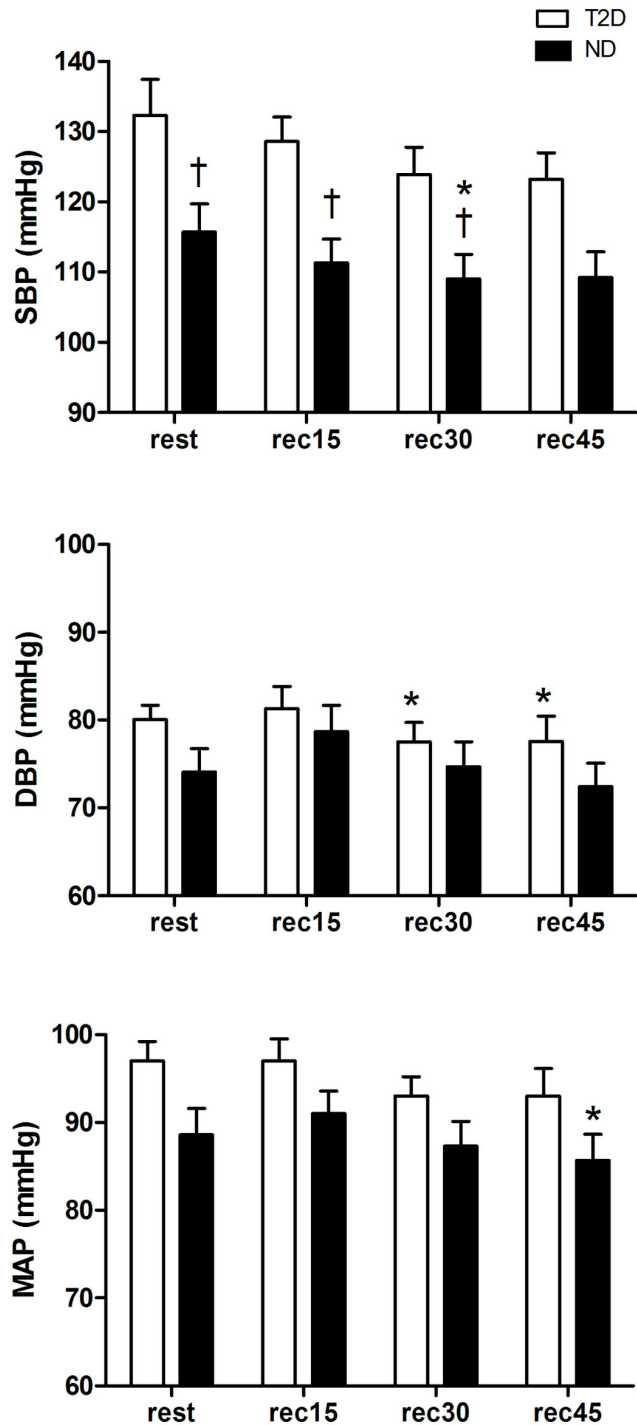 T2D
ND
SBP (mmHg)
140
130
120
110
100
90
† † * †
rest rec15 rec30 rec45
DBP (mmHg)
100
90
80
70
60
* *
rest rec15 rec30 rec45
MAP (mmHg)
100
90
80
70
60
*
rest rec15 rec30 rec45